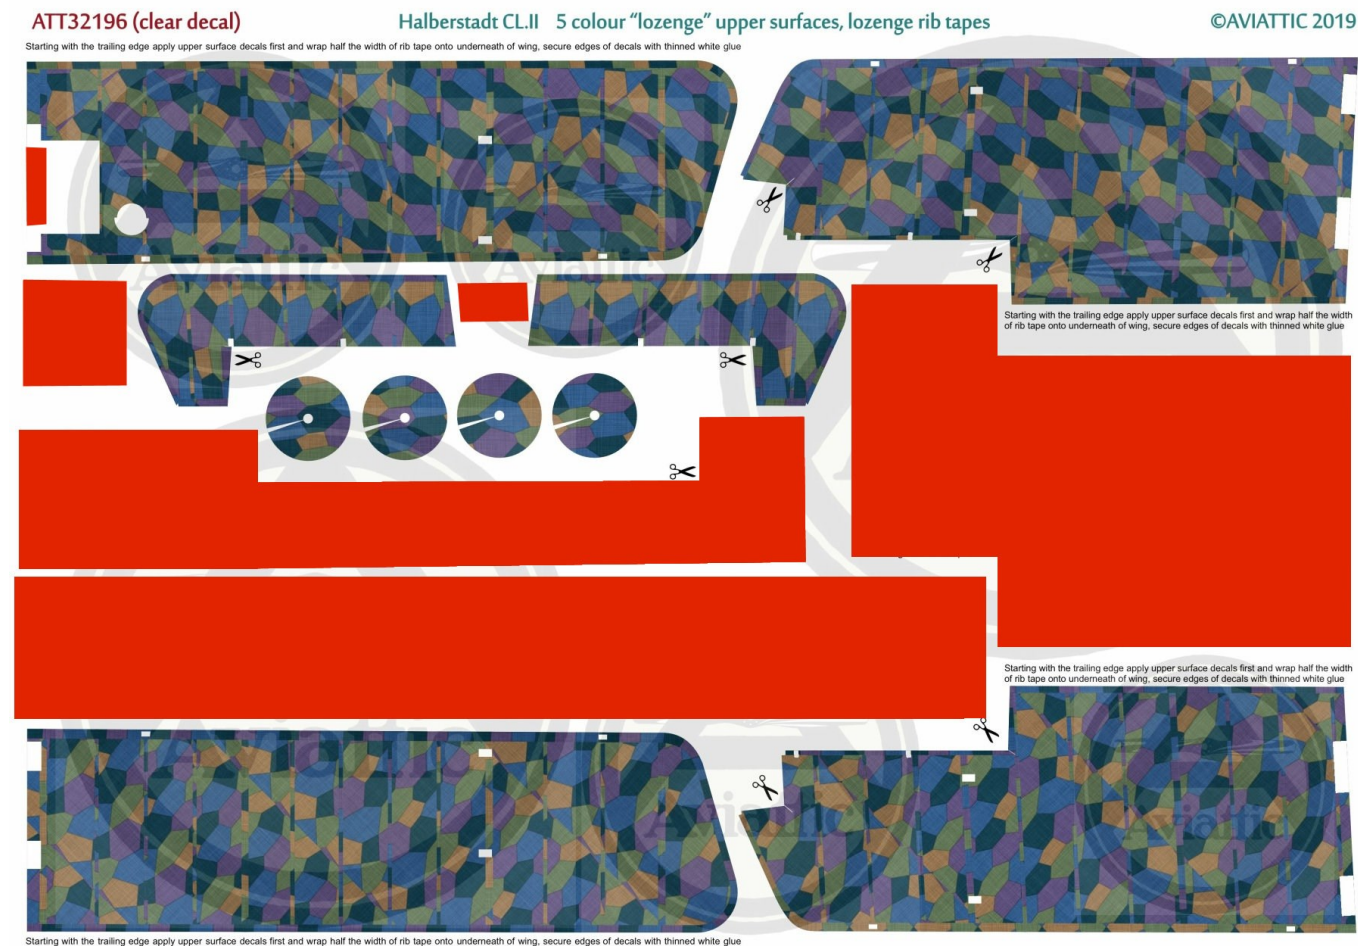 ATT32196 (clear decal)
Halberstadt CL.II 5 colour “lozenge” upper surfaces, lozenge rib tapes
©AVIATTIC 2019
Starting with the trailing edge apply upper surface decals first and wrap half the width of rib tape onto underneath of wing, secure edges of decals with thinned white glue
Aviattic
Aviattic
Starting with the trailing edge apply upper surface decals first and wrap half the width
of rib tape onto underneath of wing, secure edges of decals with thinned white glue
Starting with the trailing edge apply upper surface decals first and wrap half the width
of rib tape onto underneath of wing, secure edges of decals with thinned white glue
Aviattic
Aviattic
Aviattic
Starting with the trailing edge apply upper surface decals first and wrap half the width of rib tape onto underneath of wing, secure edges of decals with thinned white glue